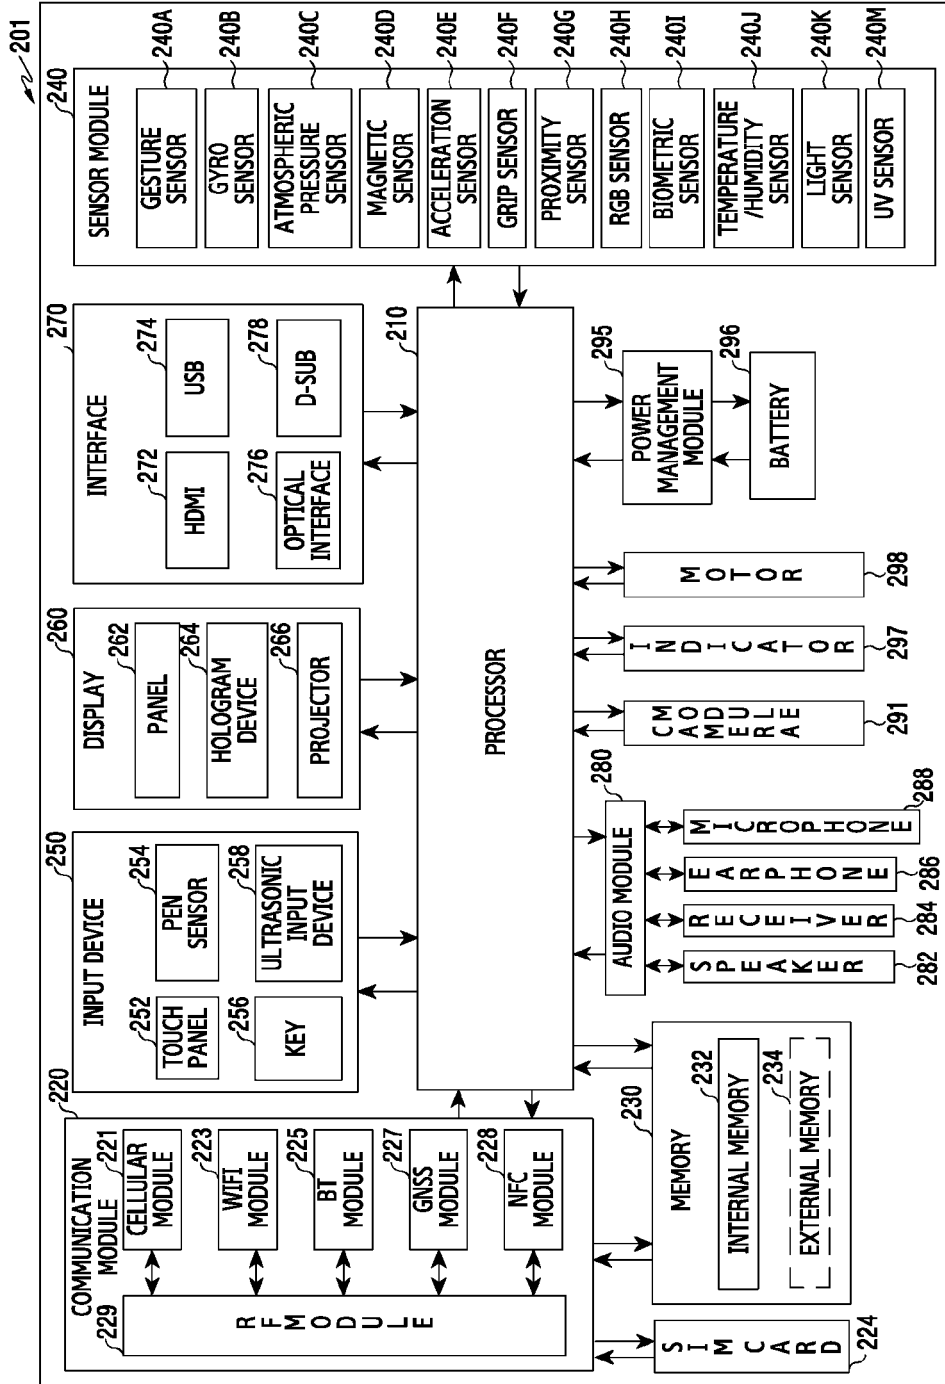 201
220
COMMUNICATION
MODULE
221
CELLULAR
MODULE
223
WIFI
MODULE
225
BT
MODULE
227
GNSS
MODULE
228
NFC
MODULE
229
RF MODULE
250
INPUT DEVICE
252
TOUCH
PANEL
254
PEN
SENSOR
256
KEY
258
ULTRASONIC
INPUT
DEVICE
260
DISPLAY
262
PANEL
264
HOLOGRAM
DEVICE
266
PROJECTOR
270
INTERFACE
272
HDMI
274
USB
276
OPTICAL
INTERFACE
278
D-SUB
240
SENSOR MODULE
GESTURE
SENSOR
240A
GYRO
SENSOR
240B
ATMOSPHERIC
PRESSURE
SENSOR
240C
MAGNETIC
SENSOR
240D
ACCELERATION
SENSOR
240E
GRIP SENSOR
240F
PROXIMITY
SENSOR
240G
RGB SENSOR
240H
BIOMETRIC
SENSOR
240I
TEMPERATURE
/HUMIDITY
SENSOR
240J
LIGHT
SENSOR
240K
UV SENSOR
240M
210
PROCESSOR
SIM CARD
224
230
MEMORY
232
INTERNAL MEMORY
234
EXTERNAL MEMORY
280
AUDIO MODULE
SPEAKER
282
RECEIVER
284
EARPHONE
286
MICROPHONE
288
CAMERA
MODULE
291
INDICATOR
297
MOTOR
298
295
POWER
MANAGEMENT
MODULE
296
BATTERY